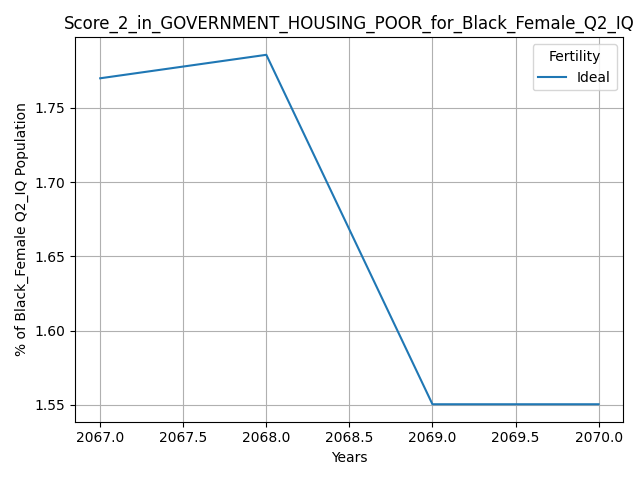 Score_2_in_GOVERNMENT_HOUSING_POOR_for_Black_Female_Q2_IQ
Fertility
Ideal
% of Black_Female Q2_IQ Population
1.75
1.70
1.65
1.60
1.55
2067.0 2067.5 2068.0 2068.5 2069.0 2069.5 2070.0
Years